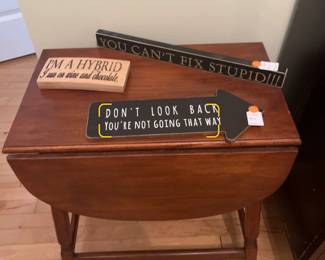 YOU CAN'T FIX STUPID!!!
I'M A HYBRID
I run on wine and chocolate.
DON'T LOOK BACK
YOU'RE NOT GOING THAT WAY